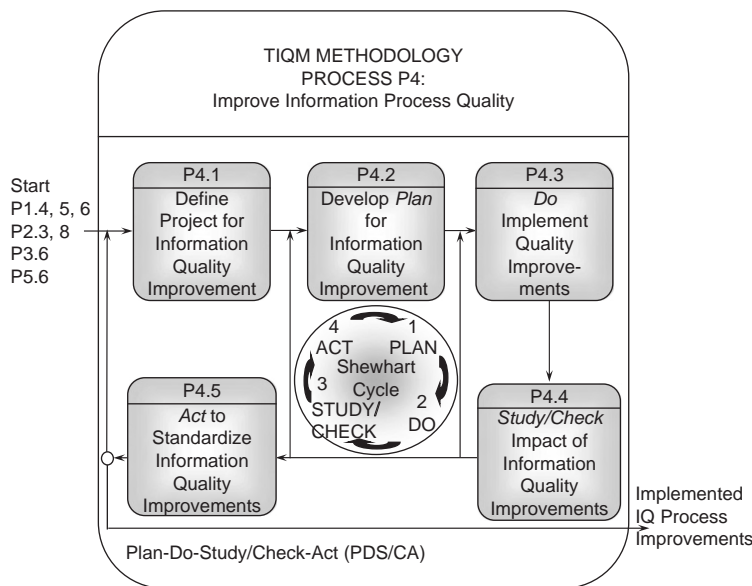 TIQM METHODOLOGY
PROCESS P4:
Improve Information Process Quality
Start
P1.4, 5, 6
P2.3, 8
P3.6
P5.6
P4.1
Define
Project for
Information
Quality
Improvement
P4.2
Develop Plan
for
Information
Quality
Improvement
P4.3
Do
Implement
Quality
Improve-
ments
4
ACT
1
PLAN
Shewhart
Cycle
3
STUDY/
CHECK
2
DO
P4.5
Act to
Standardize
Information
Quality
Improvements
P4.4
Study/Check
Impact of
Information
Quality
Improvements
Implemented
IQ Process
Improvements
Plan-Do-Study/Check-Act (PDS/CA)